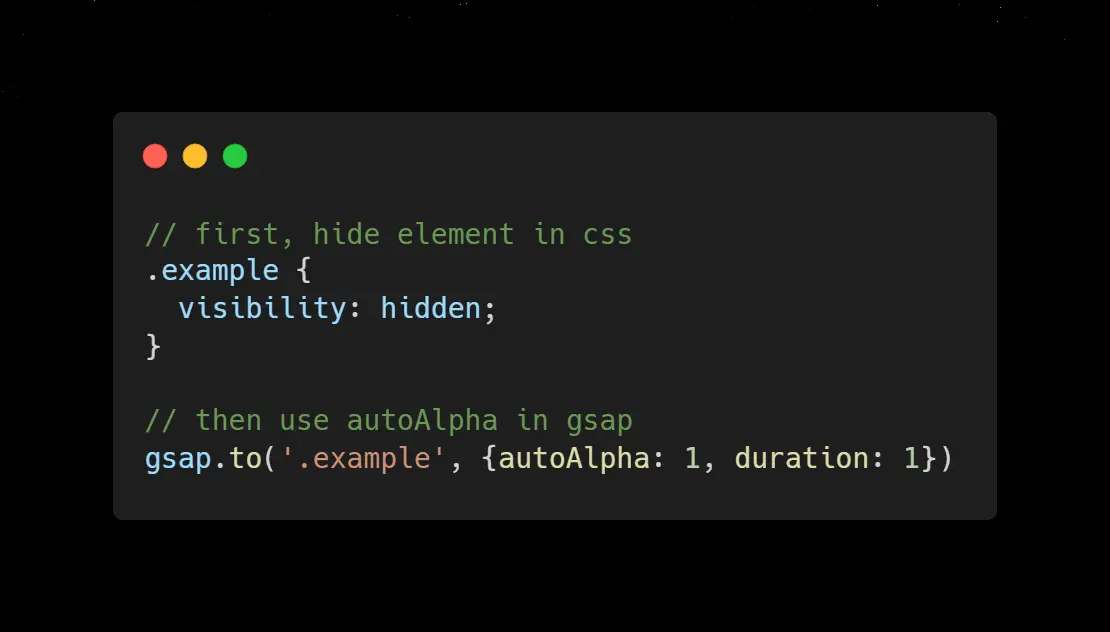 // first, hide element in css
.example {
  visibility: hidden;
}
// then use autoAlpha in gsap
gsap.to('.example', {autoAlpha: 1, duration: 1})